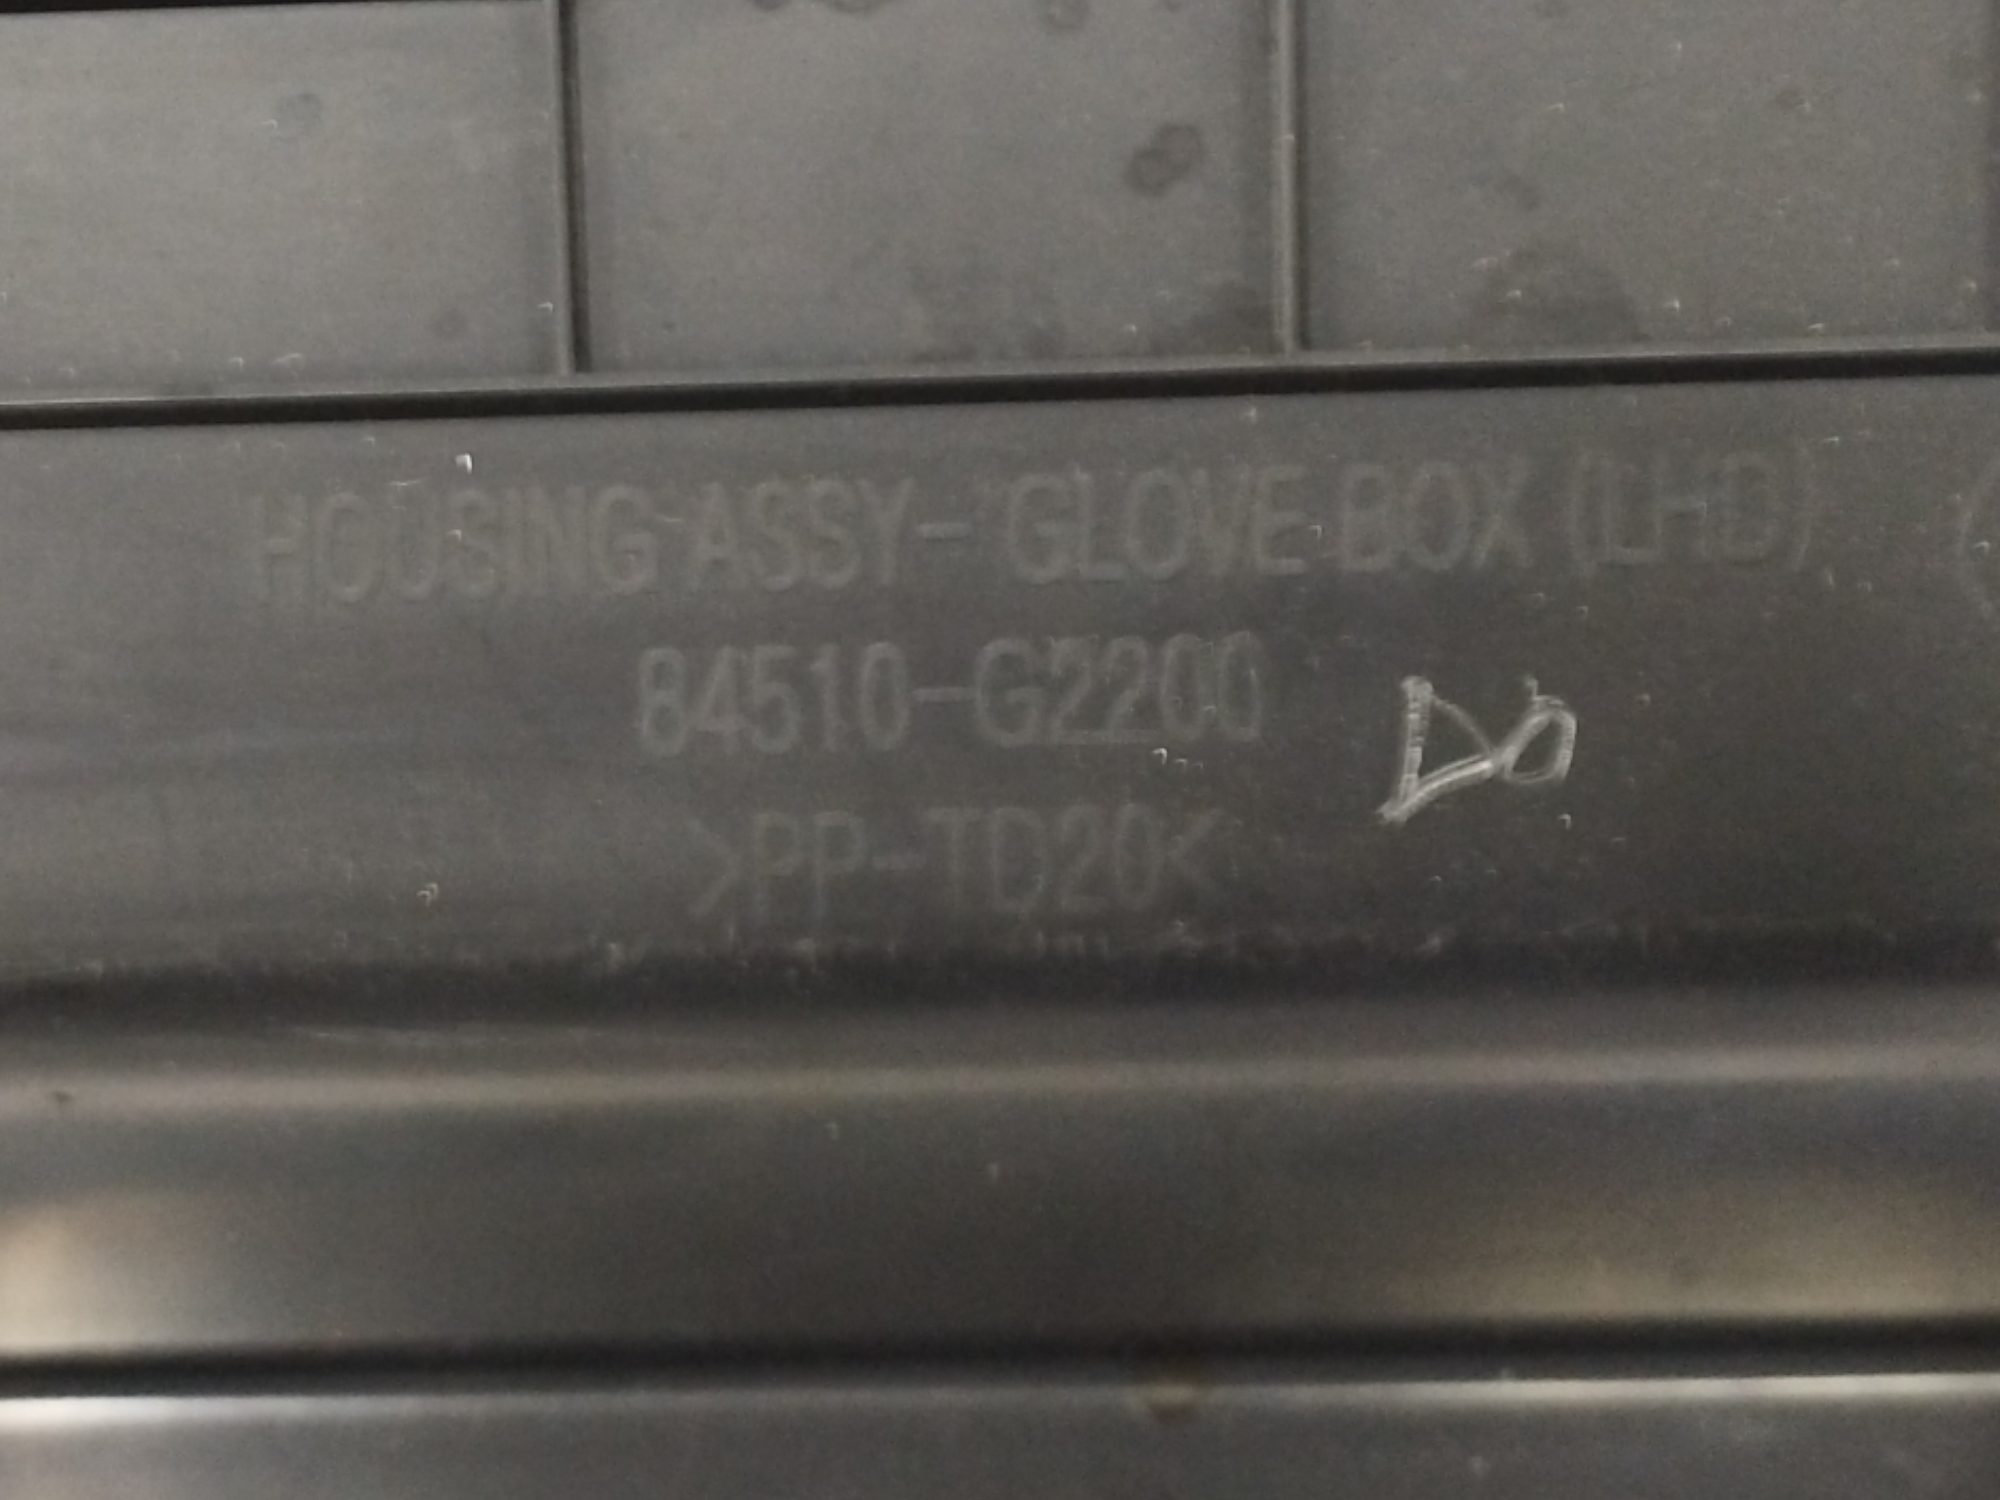 HOUSING ASSY- GLOVE BOX (LHD)
84510-G2200
>PP-TD20<